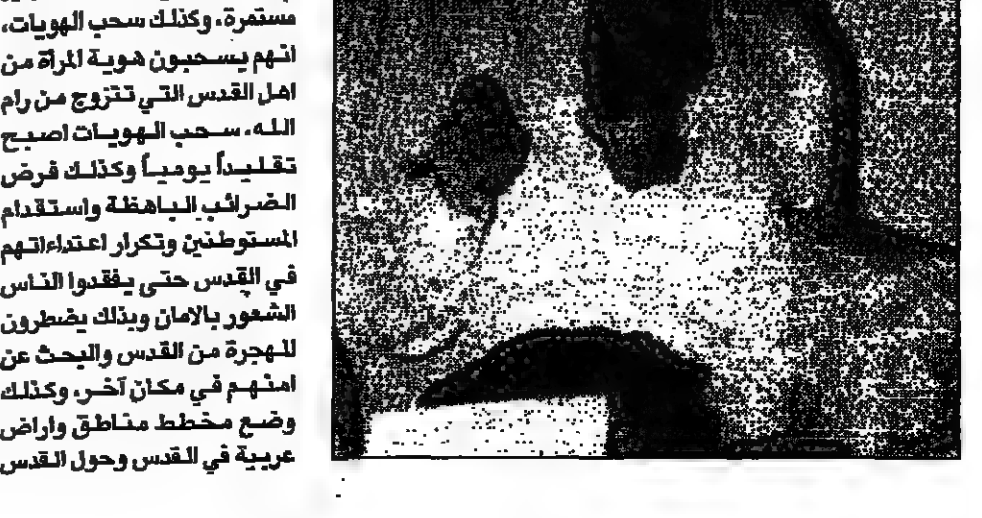 مستمرة، وكذلك سحب الهويات،
انهم يسحبون هوية المرأة من
اهل القدس التي تتزوج من رام
الله، سحب الهويات اصبح
تقليداً يومياً وكذلك فرض
الضرائب الباهظة واستقدام
المستوطنين وتكرار اعتداءاتهم
في القدس حتى يفقدوا الناس
الشعور بالامان وبذلك يضطرون
للهجرة من القدس والبحث عن
امنهم في مكان آخر، وكذلك
وضع مخطط مناطق واراض
عربية في القدس وحول القدس